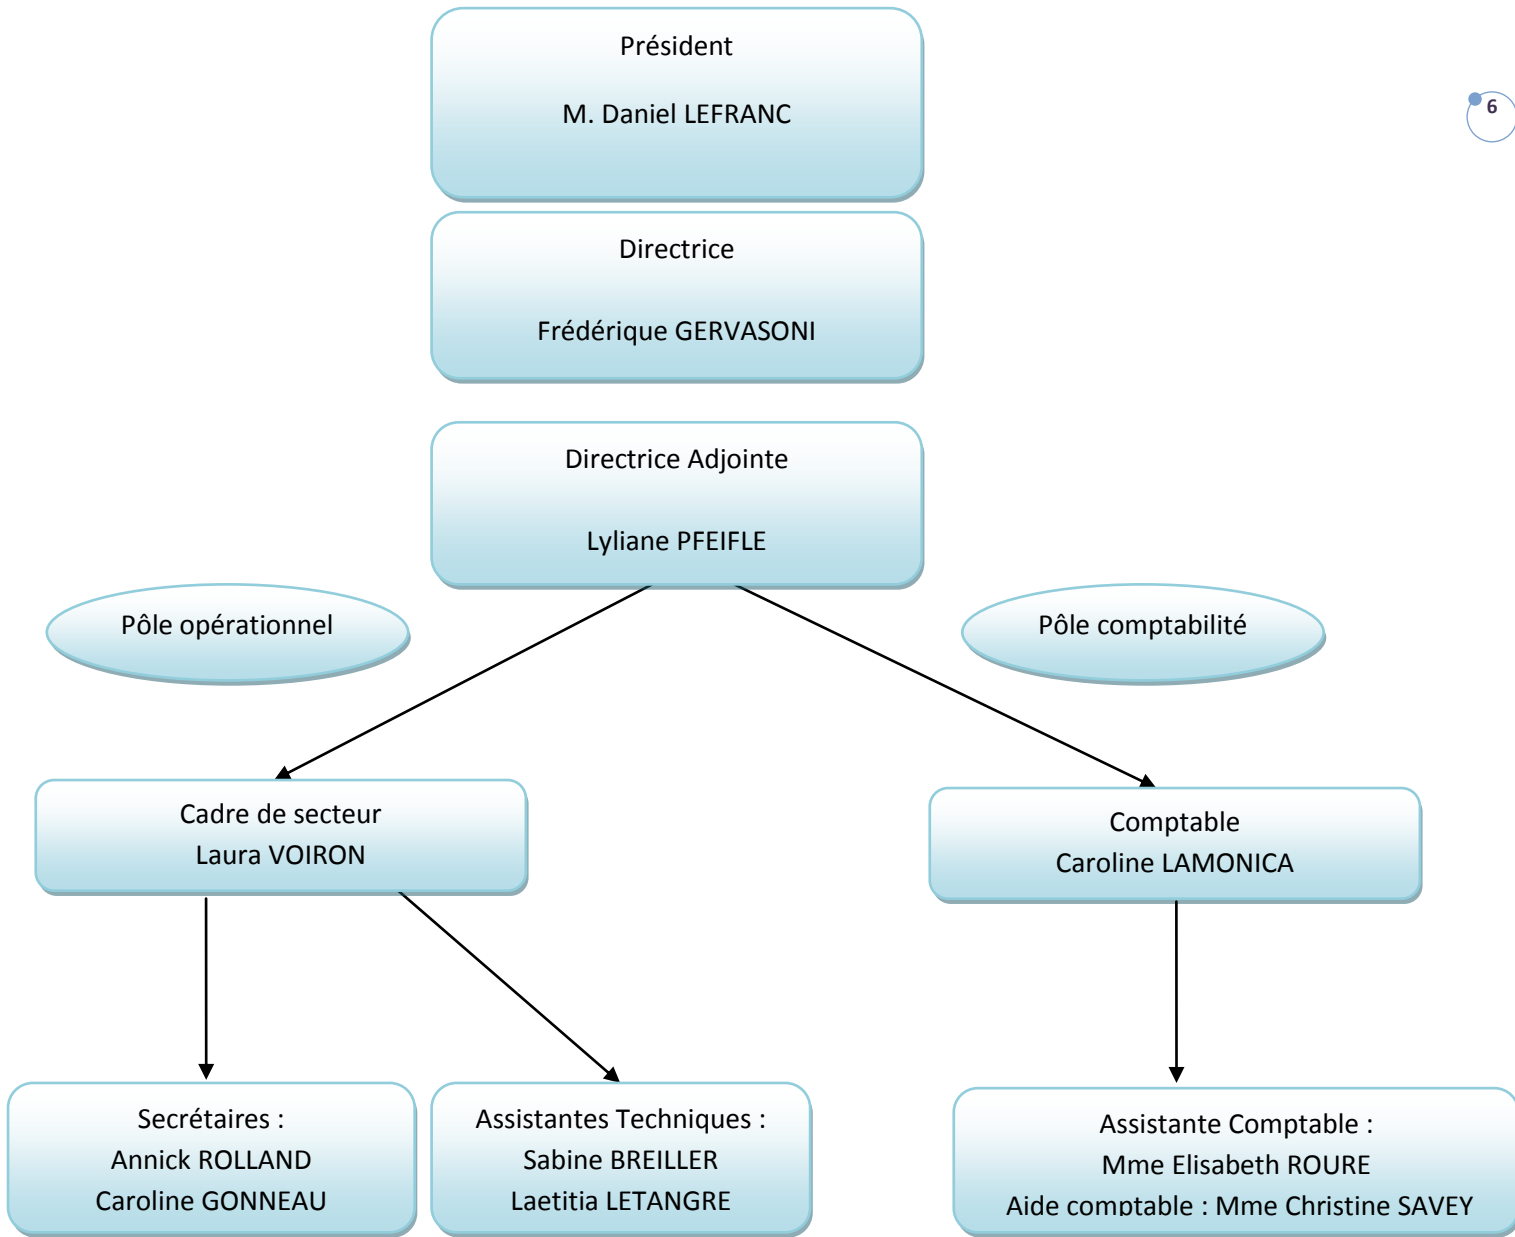 Président
M. Daniel LEFRANC
6
Directrice
Frédérique GERVASONI
Directrice Adjointe
Lyliane PFEIFLE
Pôle opérationnel
Pôle comptabilité
Cadre de secteur
Laura VOIRON
Comptable
Caroline LAMONICA
Secrétaires :
Annick ROLLAND
Caroline GONNEAU
Assistantes Techniques :
Sabine BREILLER
Laetitia LETANGRE
Assistante Comptable :
Mme Elisabeth ROURE
Aide comptable : Mme Christine SAVEY